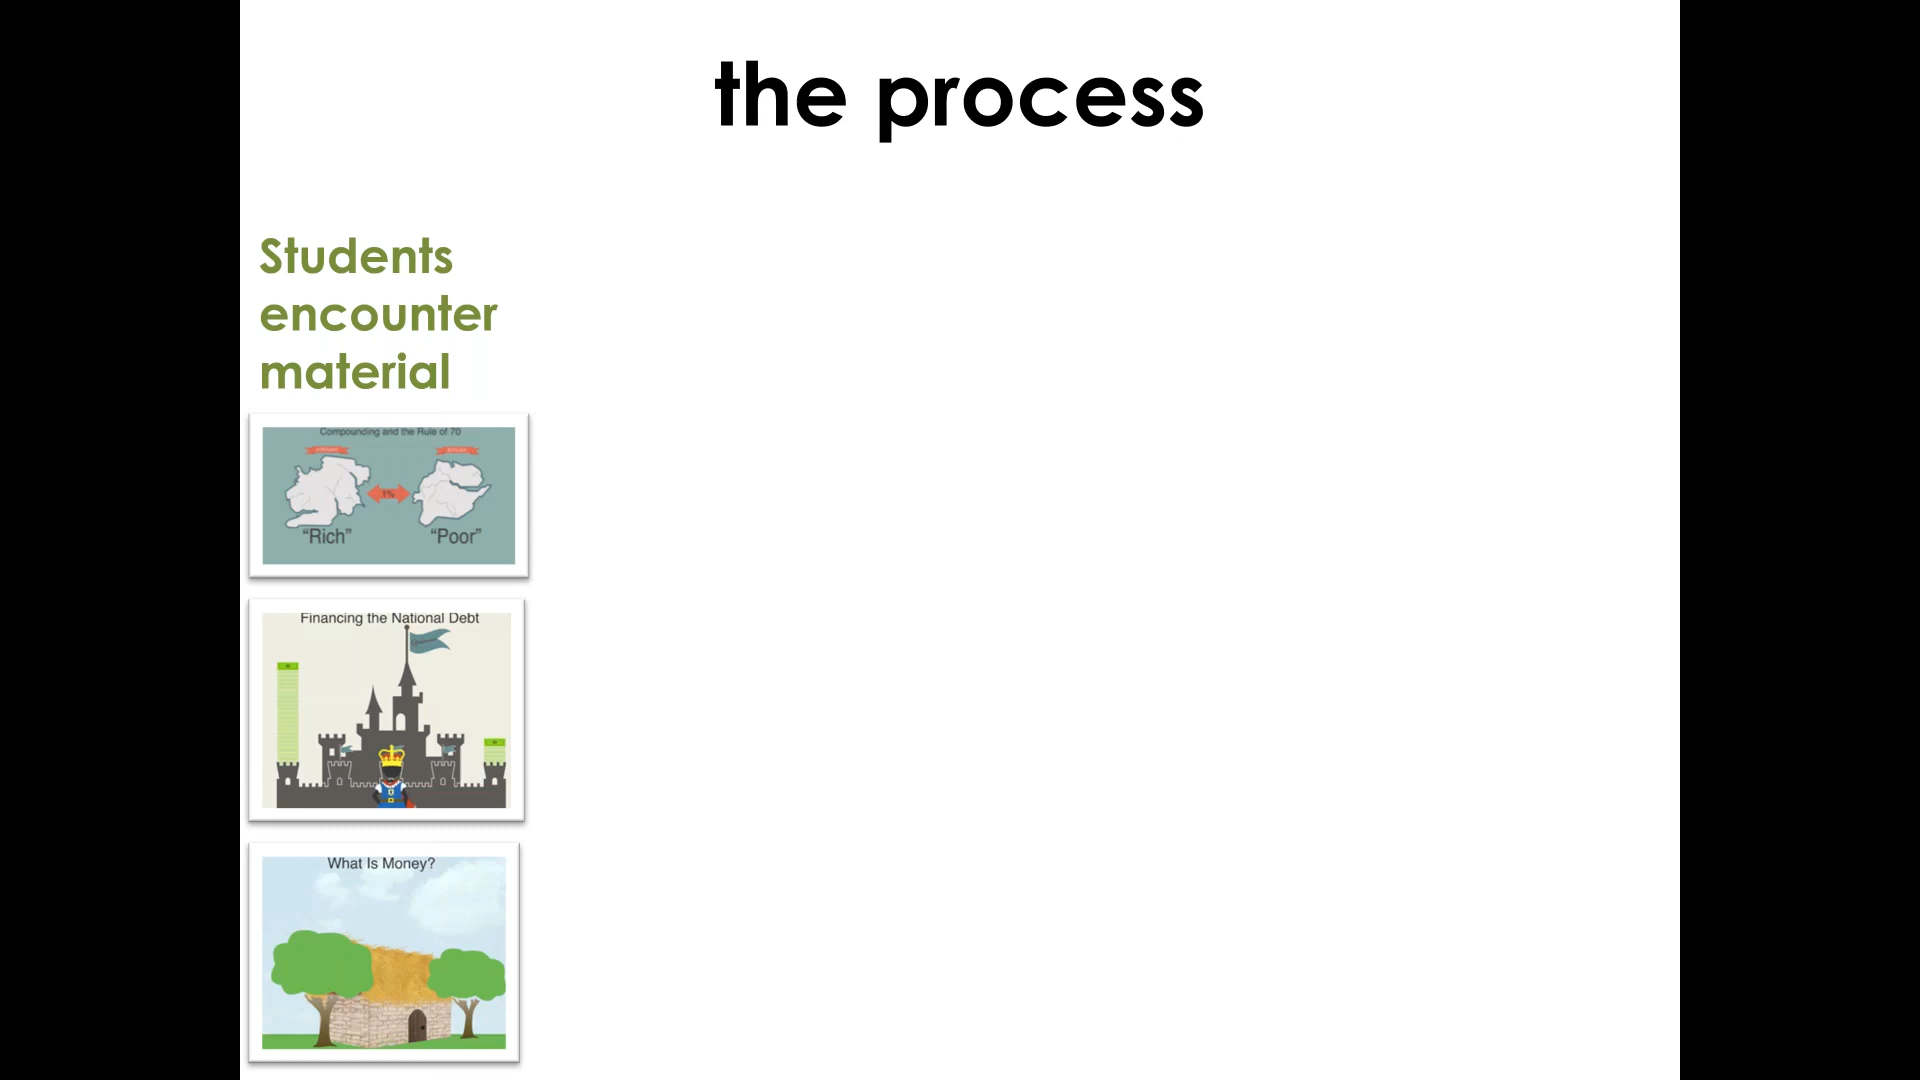 the process
Students
encounter
material
Compounding and the Rule of 70
1%
“Rich” “Poor”
Financing the National Debt
What Is Money?